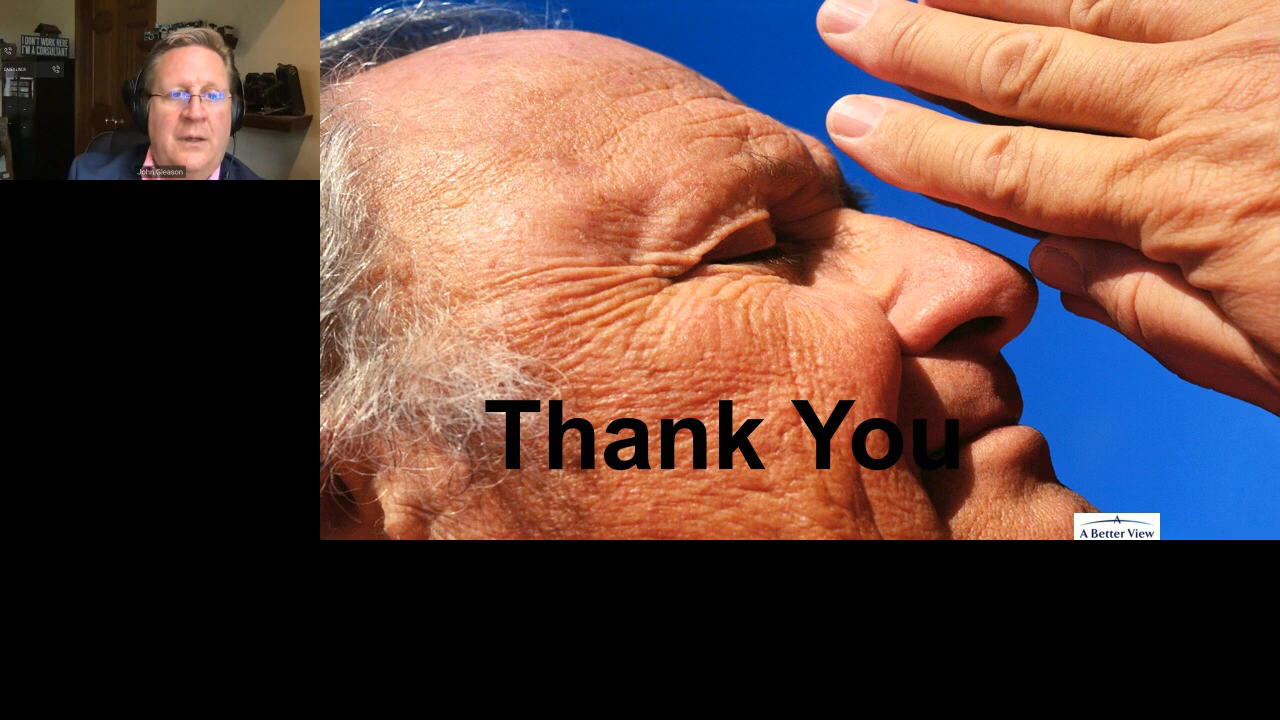 I DON'T WORK HERE
I'M A CONSULTANT
John Gleason
Thank You
A Better View